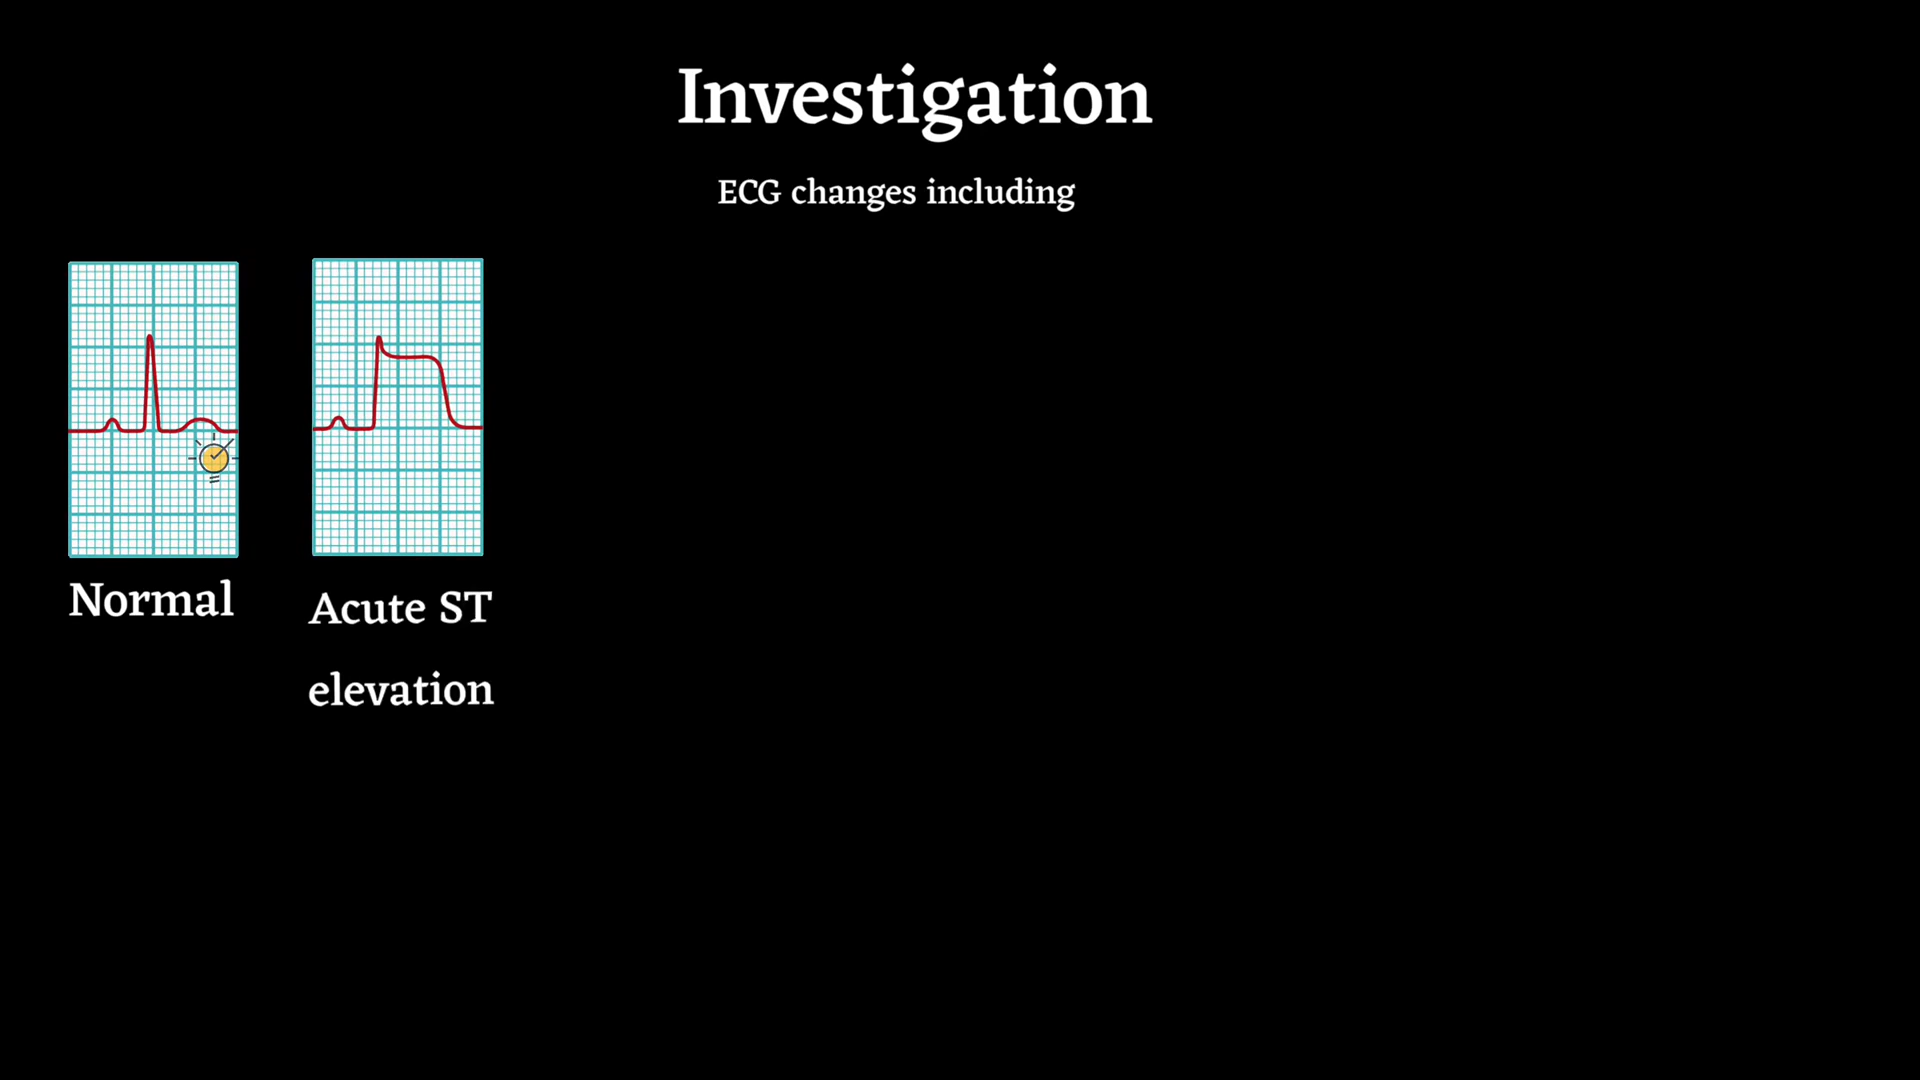 Investigation
ECG changes including
Normal
Acute ST
elevation